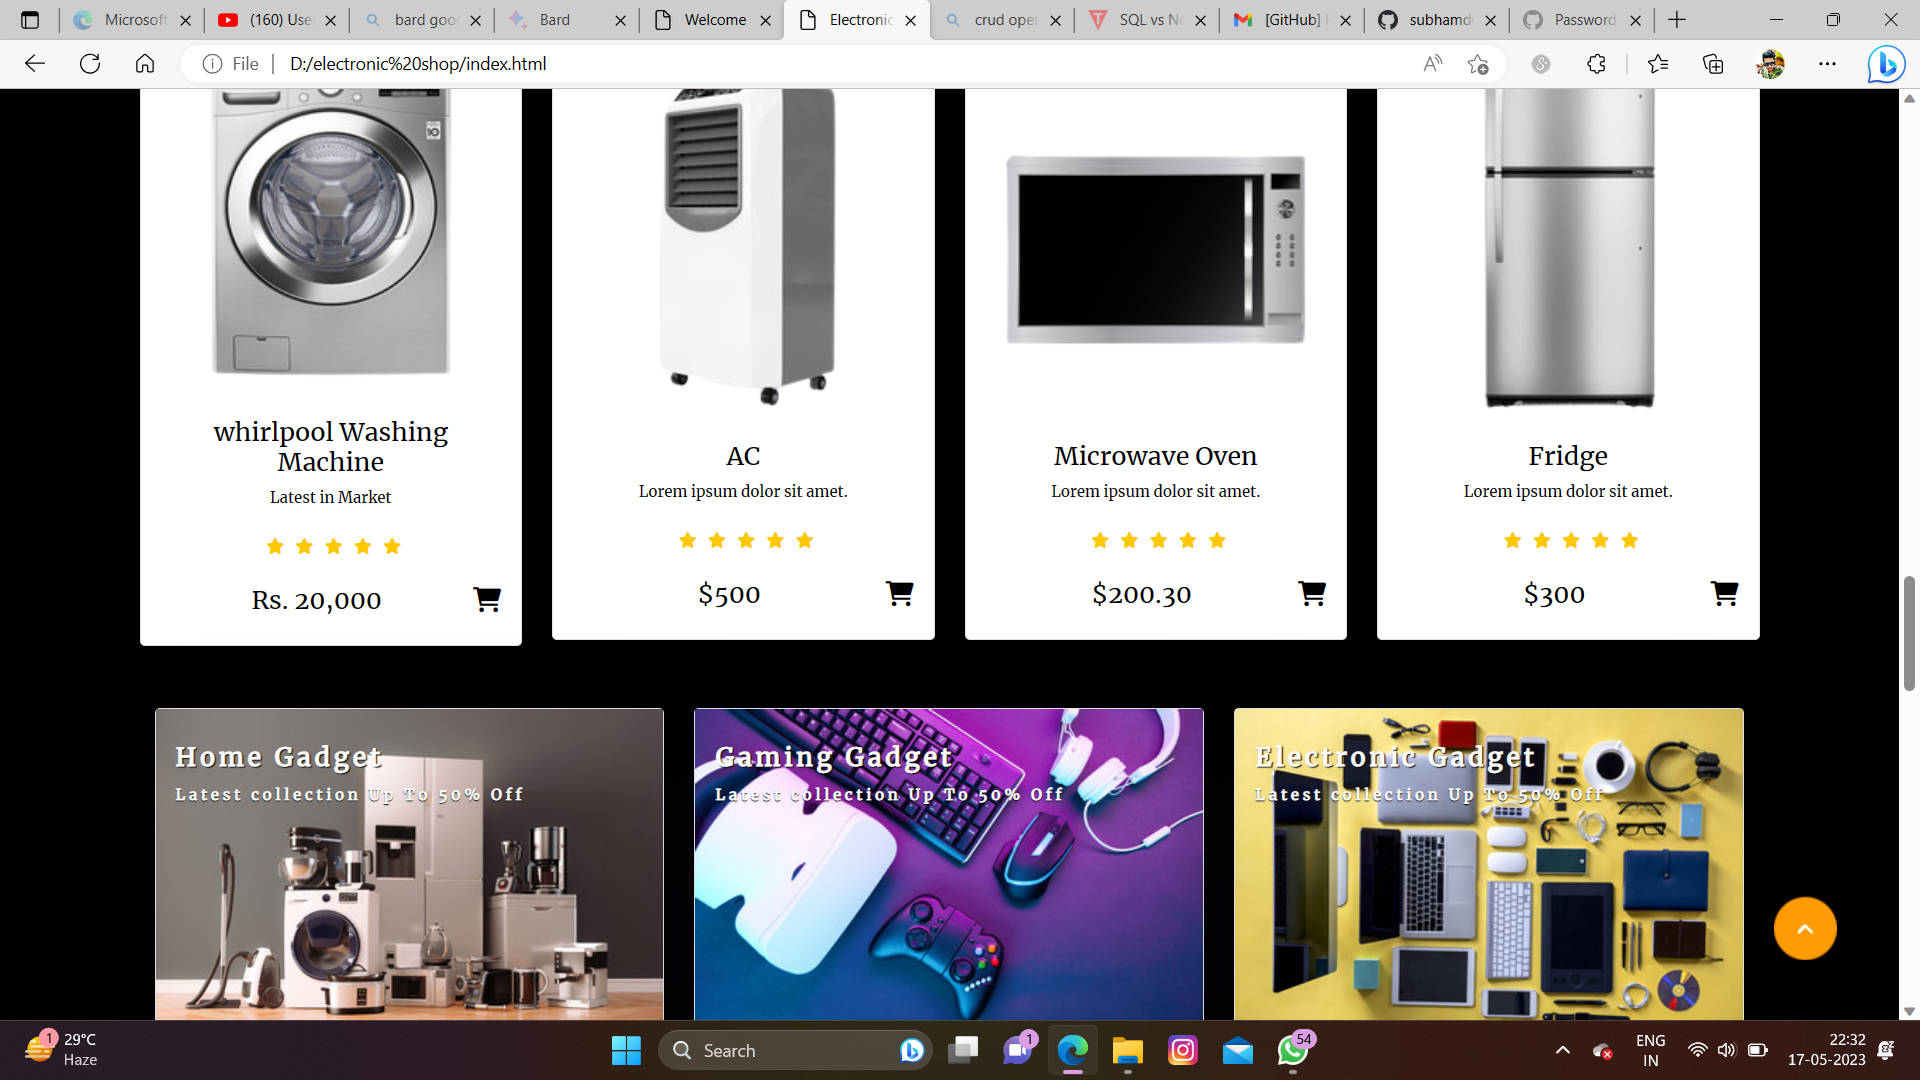 Microsoft
(160) Use
bard goo
Bard
Welcome
Electronic
crud oper
SQL vs N
[GitHub]
subhamd
Password
File
D:/electronic%20shop/index.html
whirlpool Washing
Machine
Latest in Market
Rs. 20,000
AC
Lorem ipsum dolor sit amet.
$500
Microwave Oven
Lorem ipsum dolor sit amet.
$200.30
Fridge
Lorem ipsum dolor sit amet.
$300
Home Gadget
Latest collection Up To 50% Off
Gaming Gadget
Latest collection Up To 50% Off
Electronic Gadget
Latest collection Up To 50% Off
1
29°C
Haze
Search
1
54
ENG
IN
22:32
17-05-2023